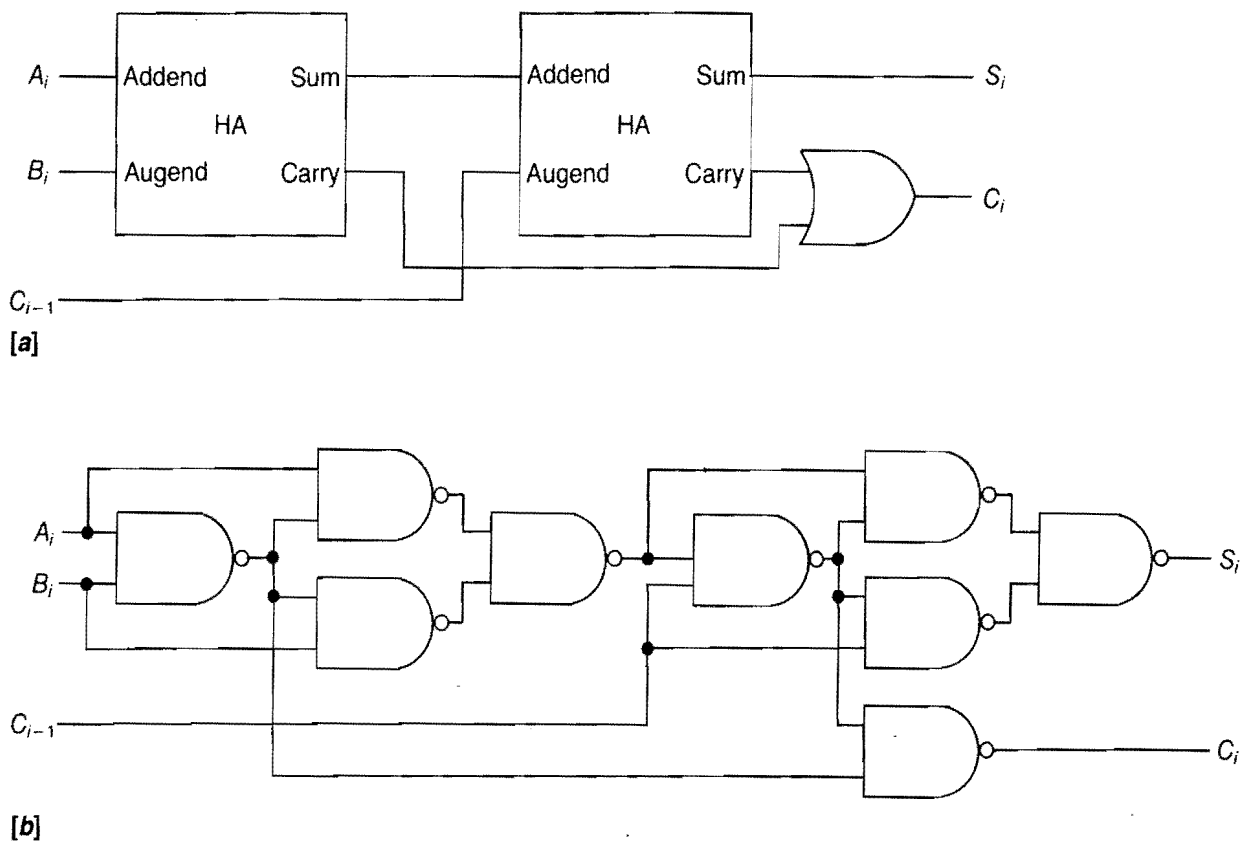 Aᵢ Addend Sum Addend Sum Sᵢ
HA HA
Bᵢ Augend Carry Augend Carry
Cᵢ
Cᵢ₋₁
[a]
Aᵢ
Bᵢ Sᵢ
Cᵢ₋₁
Cᵢ
[b]